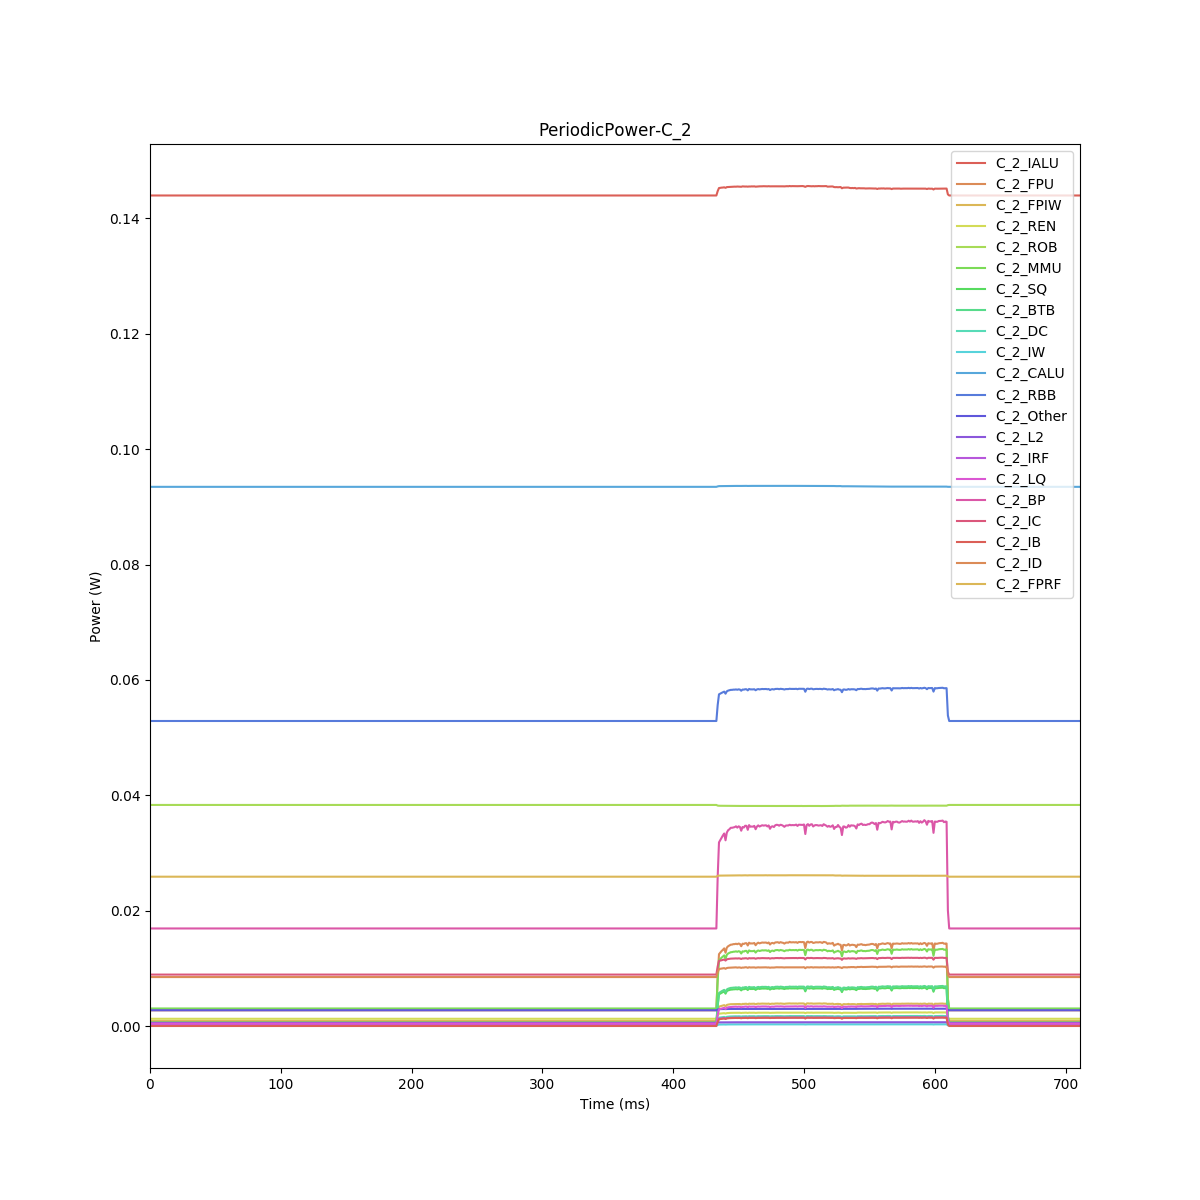 PeriodicPower-C_2
C_2_IALU
C_2_FPU
C_2_FPIW
C_2_REN
C_2_ROB
C_2_MMU
C_2_SQ
C_2_BTB
C_2_DC
C_2_IW
C_2_CALU
C_2_RBB
C_2_Other
C_2_L2
C_2_IRF
C_2_LQ
C_2_BP
C_2_IC
C_2_IB
C_2_ID
C_2_FPRF
0.14
0.12
0.10
0.08
0.06
0.04
0.02
0.00
Power (W)
0 100 200 300 400 500 600 700
Time (ms)